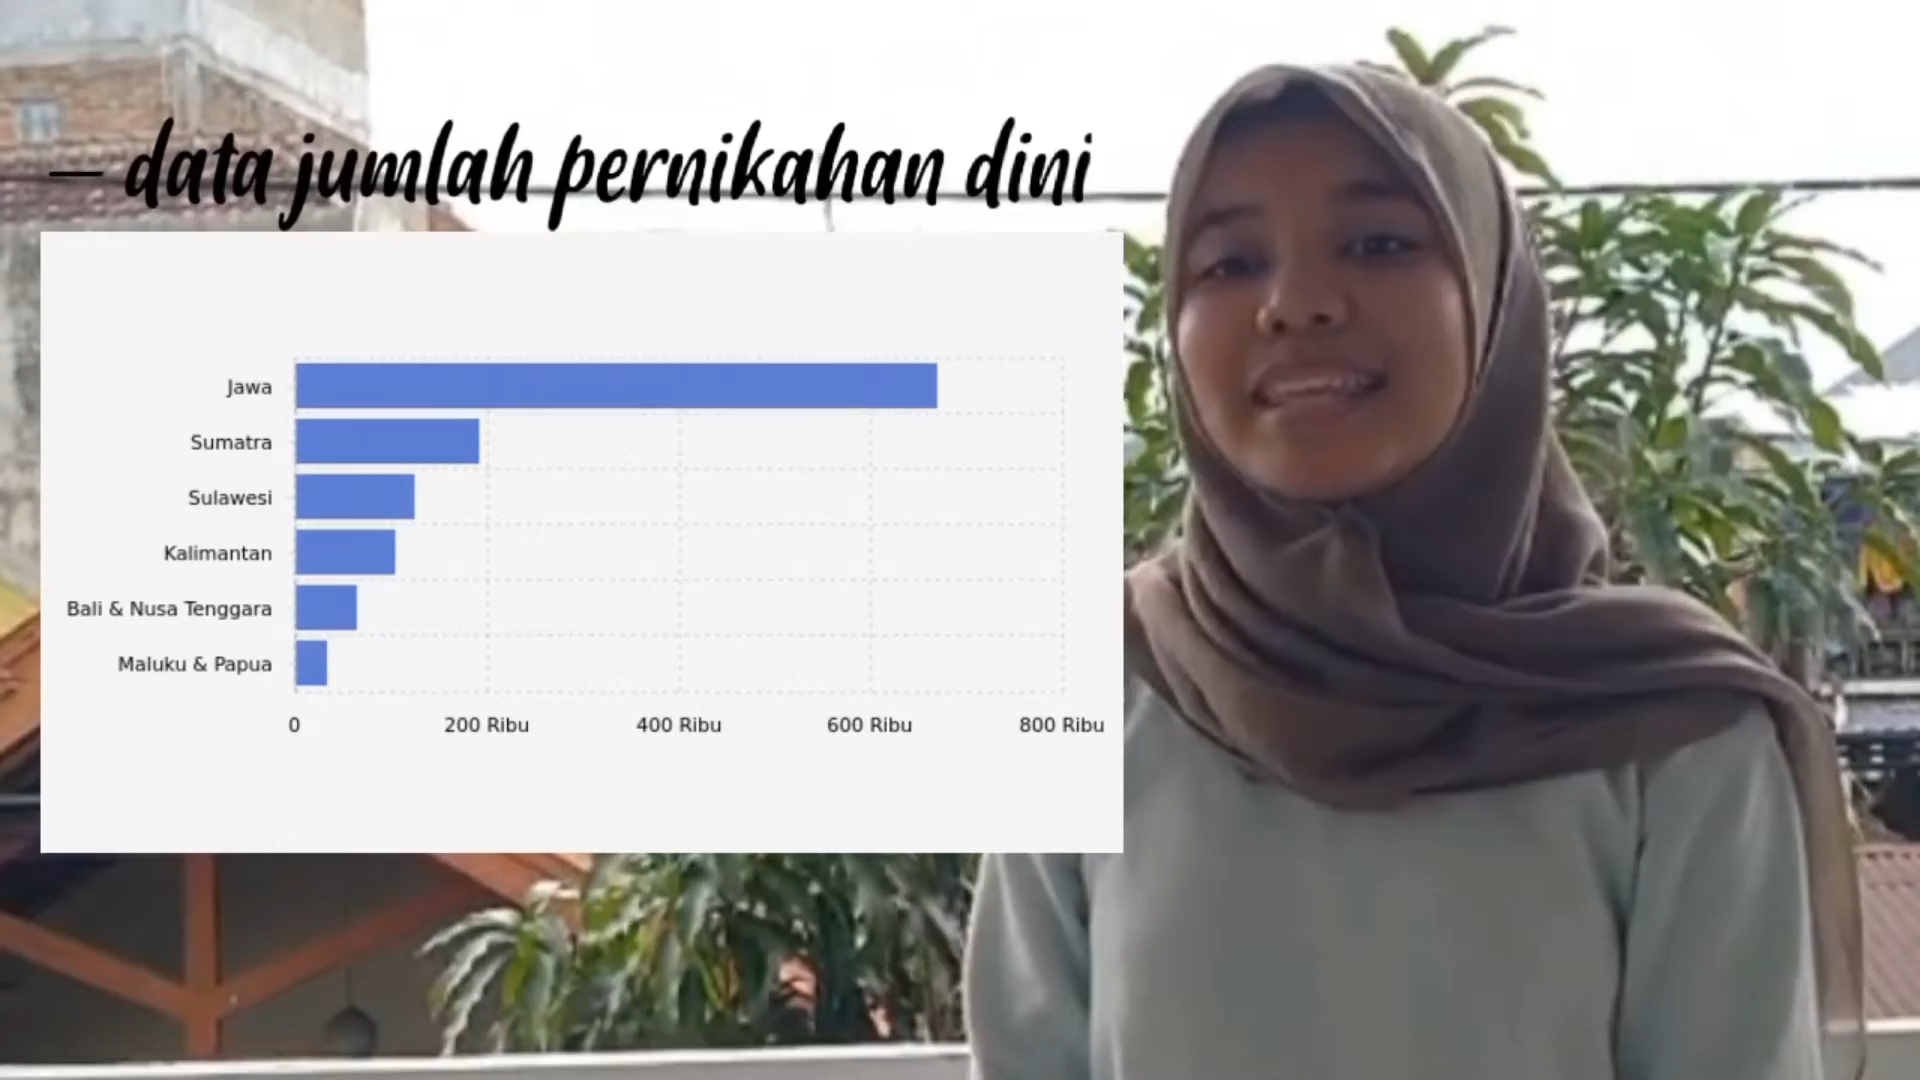 — data jumlah pernikahan dini
Jawa
Sumatra
Sulawesi
Kalimantan
Bali & Nusa Tenggara
Maluku & Papua
0 200 Ribu 400 Ribu 600 Ribu 800 Ribu